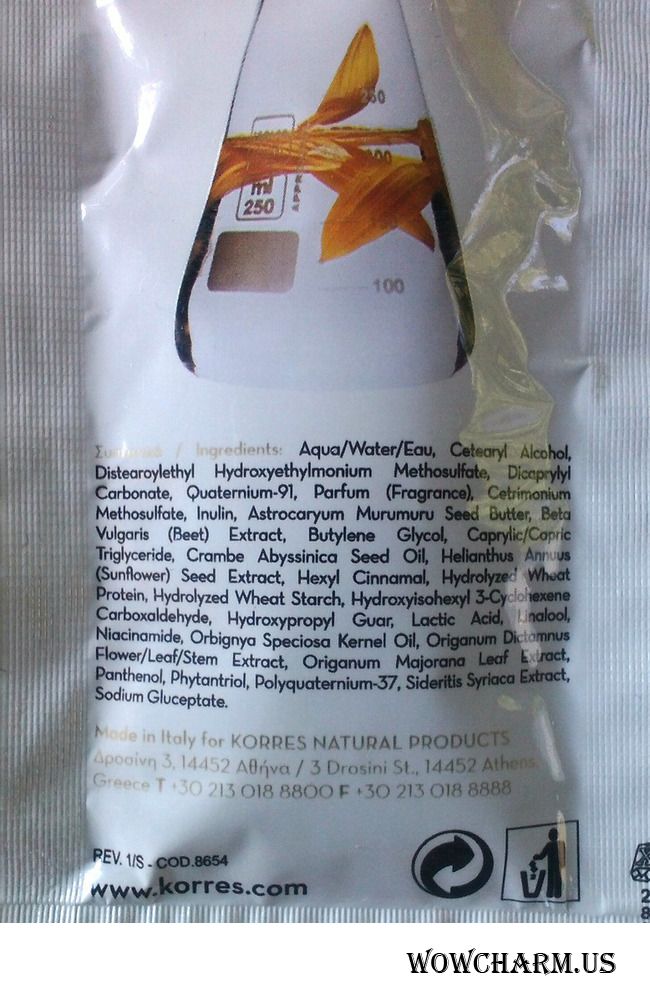 250
ml
250
100
Ingredients: Aqua/Water/Eau, Cetearyl Alcohol,
Distearoylethyl Hydroxyethylmonium Methosulfate, Dicaprylyl
Carbonate, Quaternium-91, Parfum (Fragrance), Cetrimonium
Methosulfate, Inulin, Astrocaryum Murumuru Seed Butter, Beta
Vulgaris (Beet) Extract, Butylene Glycol, Caprylic/Capric
Triglyceride, Crambe Abyssinica Seed Oil, Helianthus Annuus
(Sunflower) Seed Extract, Hexyl Cinnamal, Hydrolyzed Wheat
Protein, Hydrolyzed Wheat Starch, Hydroxyisohexyl 3-Cyclohexene
Carboxaldehyde, Hydroxypropyl Guar, Lactic Acid, Linalool,
Niacinamide, Orbignya Speciosa Kernel Oil, Origanum Dictamnus
Flower/Leaf/Stem Extract, Origanum Majorana Leaf Extract,
Panthenol, Phytantriol, Polyquaternium-37, Sideritis Syriaca Extract,
Sodium Gluceptate.
Made in Italy for KORRES NATURAL PRODUCTS
Δροσίνη 3, 14452 Αθήνα / 3 Drosini St., 14452 Athens,
Greece T +30 213 018 8800 F +30 213 018 8888
REV. 1/S - COD.8654
www.korres.com
WOWCHARM.US